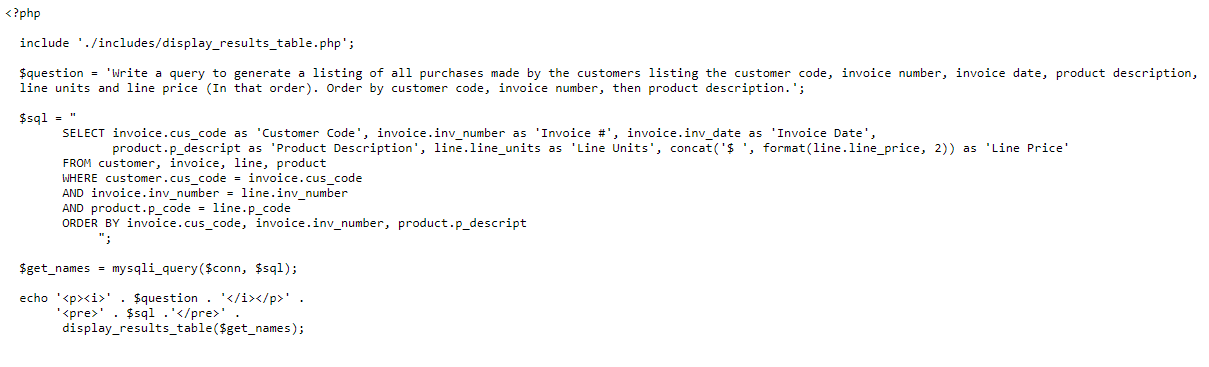 <?php
include './includes/display_results_table.php';
$question = 'Write a query to generate a listing of all purchases made by the customers listing the customer code, invoice number, invoice date, product description,
line units and line price (In that order). Order by customer code, invoice number, then product description.';
$sql = "
SELECT invoice.cus_code as 'Customer Code', invoice.inv_number as 'Invoice #', invoice.inv_date as 'Invoice Date',
product.p_descript as 'Product Description', line.line_units as 'Line Units', concat('$ ', format(line.line_price, 2)) as 'Line Price'
FROM customer, invoice, line, product
WHERE customer.cus_code = invoice.cus_code
AND invoice.inv_number = line.inv_number
AND product.p_code = line.p_code
ORDER BY invoice.cus_code, invoice.inv_number, product.p_descript
";
$get_names = mysqli_query($conn, $sql);
echo '<p><i>' . $question . '</i></p>' .
'<pre>' . $sql .'</pre>' .
display_results_table($get_names);